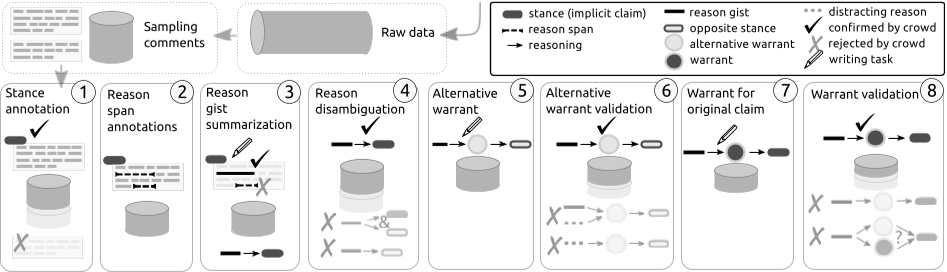 Sampling
comments
Raw data
stance (implicit claim)
reason span
reasoning
reason gist
opposite stance
alternative warrant
warrant
distracting reason
confirmed by crowd
rejected by crowd
writing task
Stance
annotation
1
Reason
span
annotations
2
Reason
gist
summarization
3
Reason
disambiguation
4
&
Alternative
warrant
5
Alternative
warrant validation
6
Warrant for
original claim
7
Warrant validation
8
?